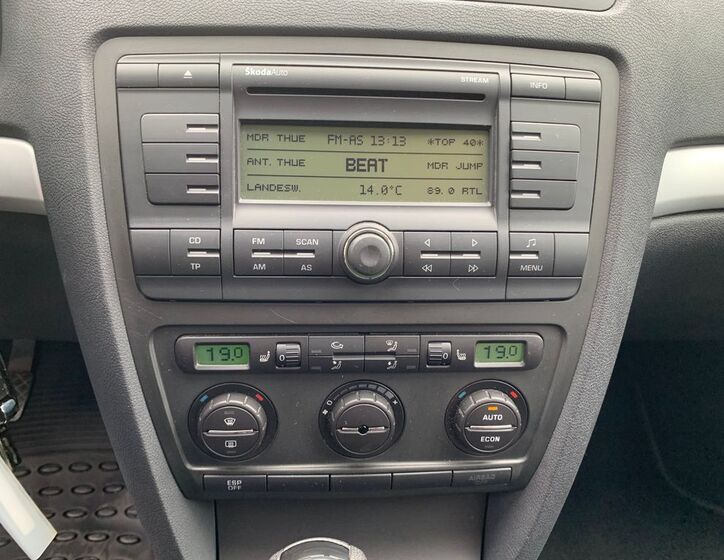 ŠkodaAuto
STREAM
INFO
MDR THUE FM-AS 13:13 *TOP 40*
ANT. THUE BEAT MDR JUMP
LANDESW. 14.0°C 89.0 RTL
CD FM SCAN
TP AM AS MENU
19.0 0 0 19.0
AUTO
ECON
ESP
OFF
AIRBAG